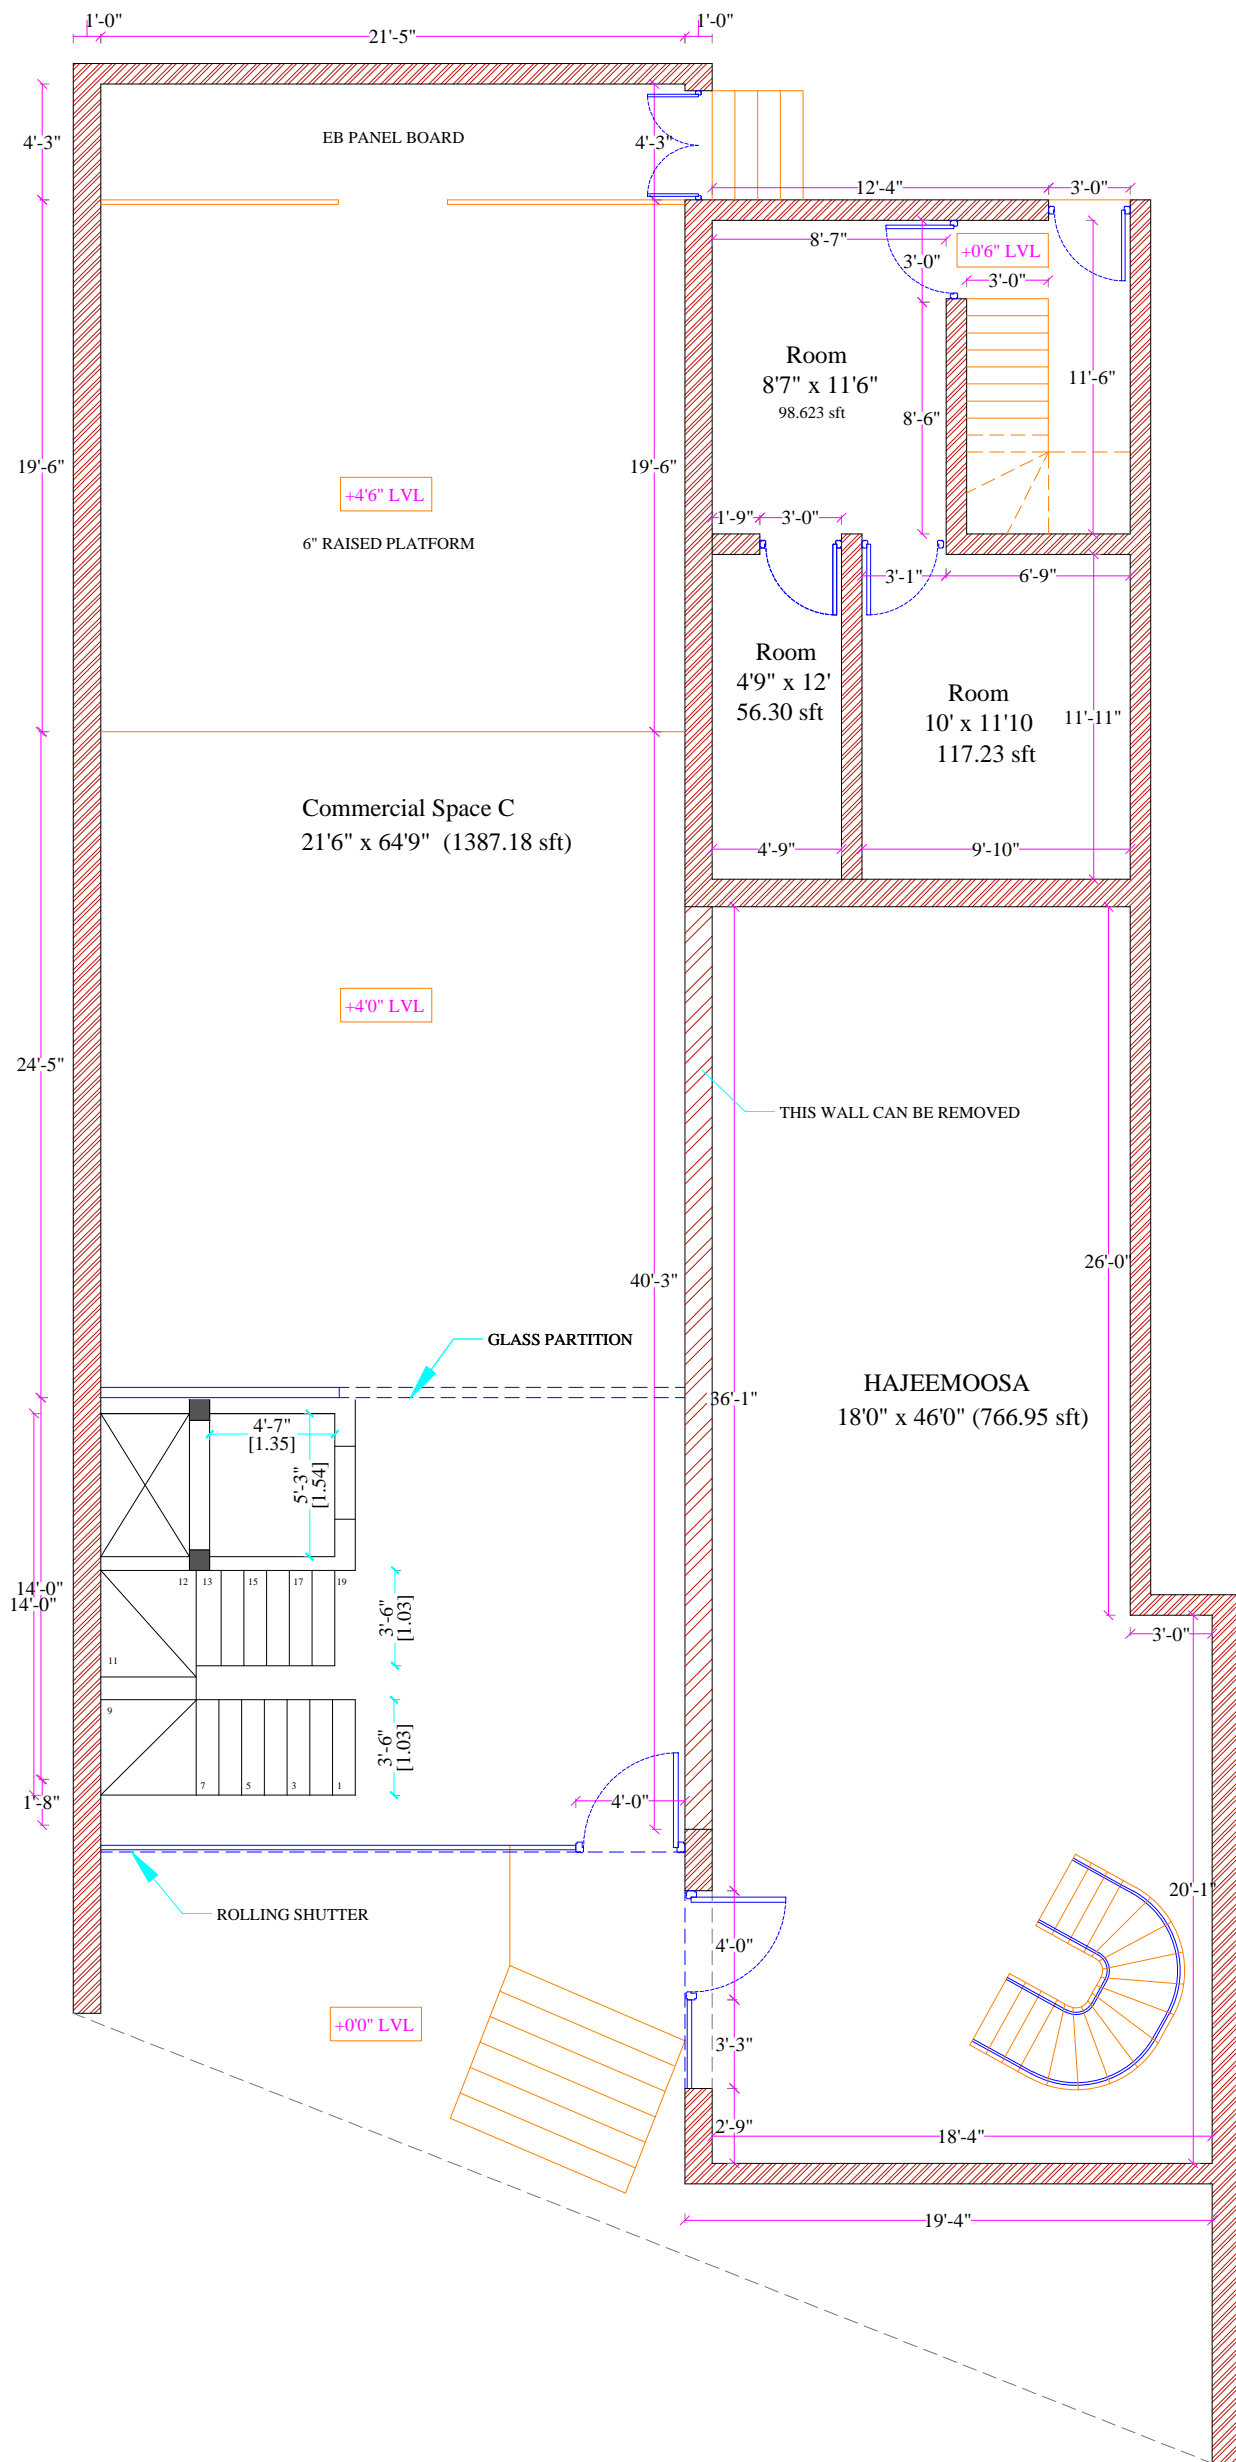 1'-0"
21'-5"
1'-0"
4'-3"
EB PANEL BOARD
4'-3"
12'-4"
3'-0"
8'-7"
3'-0"
+0'6" LVL
3'-0"
Room
8'7" x 11'6"
98.623 sft
11'-6"
8'-6"
19'-6"
19'-6"
+4'6" LVL
6" RAISED PLATFORM
1'-9"
3'-0"
3'-1"
6'-9"
Room
4'9" x 12'
56.30 sft
Room
10' x 11'10
117.23 sft
11'-11"
Commercial Space C
21'6" x 64'9" (1387.18 sft)
4'-9"
9'-10"
+4'0" LVL
24'-5"
THIS WALL CAN BE REMOVED
26'-0"
40'-3"
GLASS PARTITION
36'-1"
HAJEEMOOSA
18'0" x 46'0" (766.95 sft)
4'-7"
[1.35]
5'-3"
[1.54]
14'-0"
14'-0"
12
13
15
17
19
3'-6"
[1.03]
11
3'-0"
9
3'-6"
[1.03]
7
5
3
1
1'-8"
4'-0"
20'-1"
ROLLING SHUTTER
4'-0"
+0'0" LVL
3'-3"
2'-9"
18'-4"
19'-4"